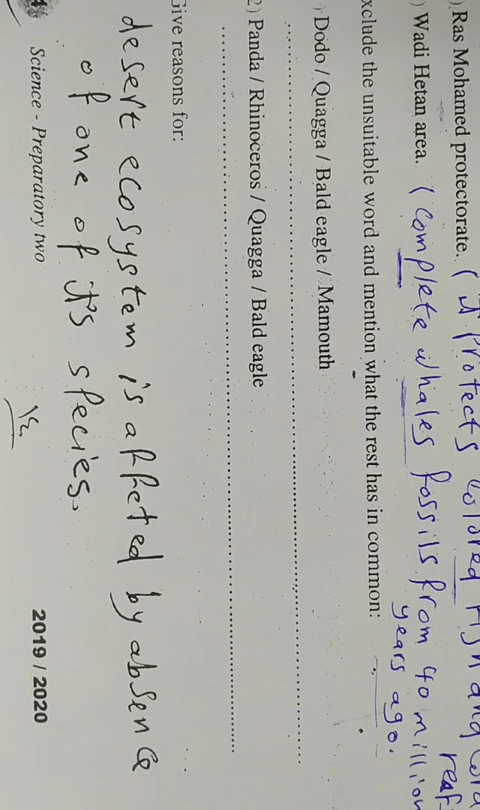 ) Ras Mohamed protectorate. ( it Protects colored fish and
reaf
) Wadi Hetan area. ( complete whales fossils from 40 million
years ago.
xclude the unsuitable word and mention what the rest has in common:
) Dodo / Quagga / Bald eagle / Mamouth
2) Panda / Rhinoceros / Quagga / Bald eagle
Give reasons for:
desert ecosystem is affeted by absence
of one of it's species.
Science - Preparatory two
2019 / 2020